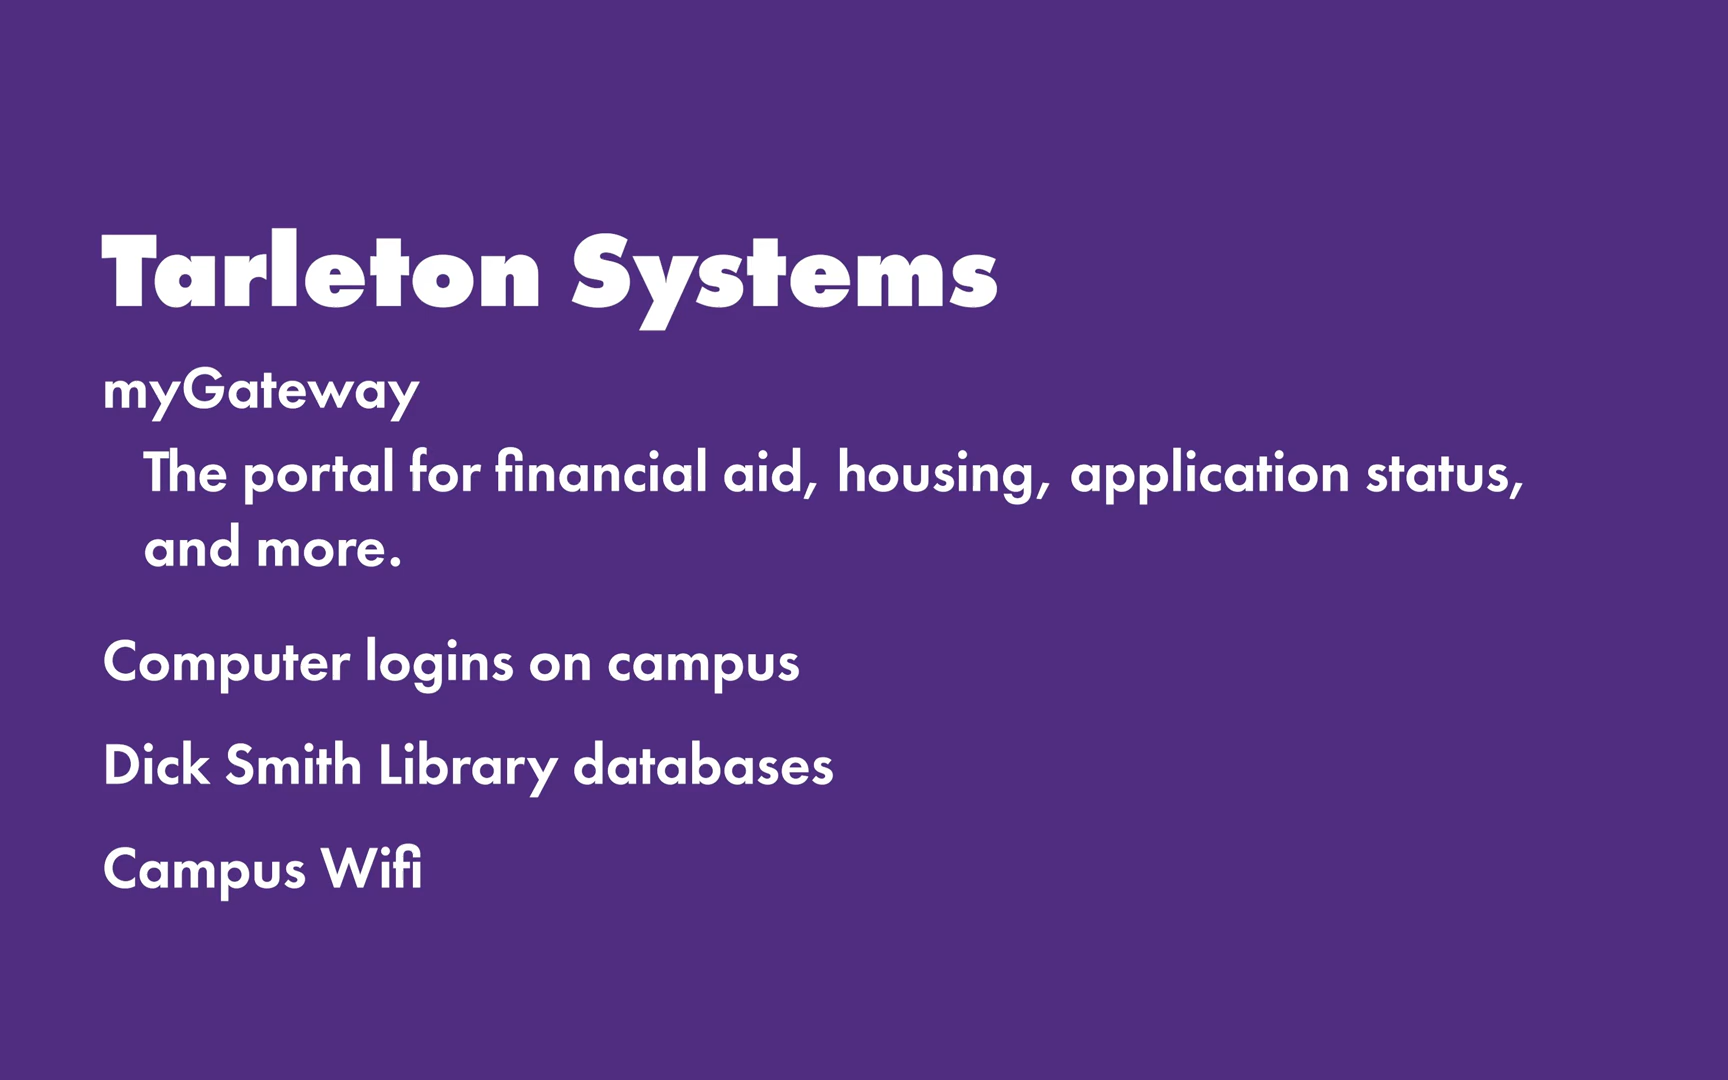 Tarleton Systems
myGateway
The portal for financial aid, housing, application status,
and more.
Computer logins on campus
Dick Smith Library databases
Campus Wifi